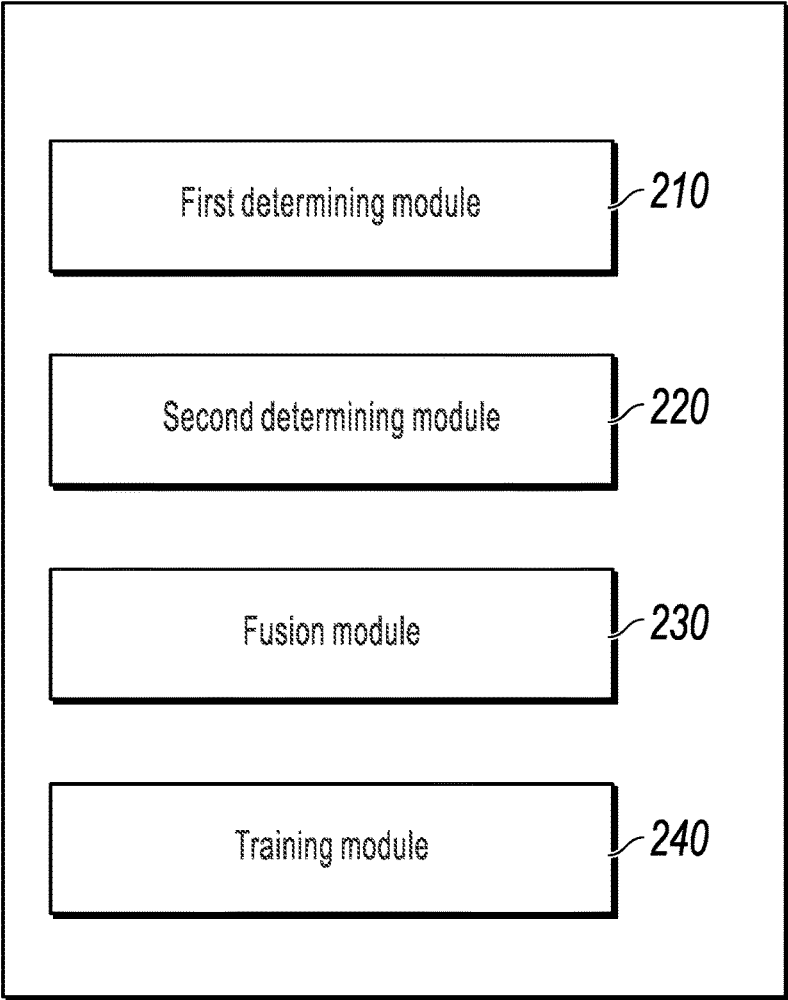 First determining module 210
Second determining module 220
Fusion module 230
Training module 240